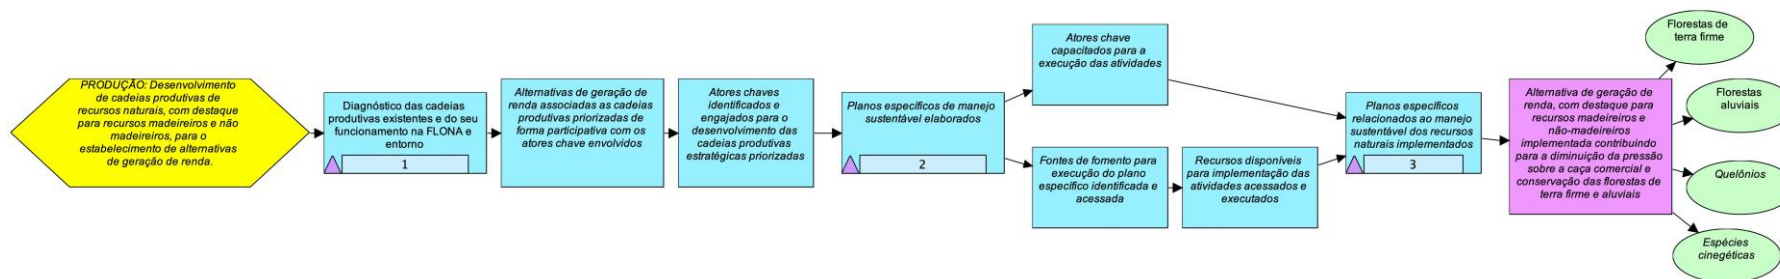 PRODUÇÃO: Desenvolvimento
de cadeias produtivas de
recursos naturais, com destaque
para recursos madeireiros e não
madeireiros, para o
estabelecimento de alternativas
de geração de renda.
Diagnóstico das cadeias
produtivas existentes e do seu
funcionamento na FLONA e
entorno
1
Alternativas de geração de
renda associadas as cadeias
produtivas priorizadas de
forma participativa com os
atores chave envolvidos
Atores chaves
identificados e
engajados para o
desenvolvimento das
cadeias produtivas
estratégicas priorizadas
Planos específicos de manejo
sustentável elaborados
2
Atores chave
capacitados para a
execução das atividades
Fontes de fomento para
execução do plano
específico identificada e
acessada
Recursos disponíveis
para implementação das
atividades acessados e
executados
Planos específicos
relacionados ao manejo
sustentável dos recursos
naturais implementados
3
Alternativa de geração de
renda, com destaque para
recursos madeireiros e
não-madeireiros
implementada contribuindo
para a diminuição da pressão
sobre a caça comercial e
conservação das florestas de
terra firme e aluviais
Florestas de
terra firme
Florestas
aluviais
Quelônios
Espécies
cinegéticas